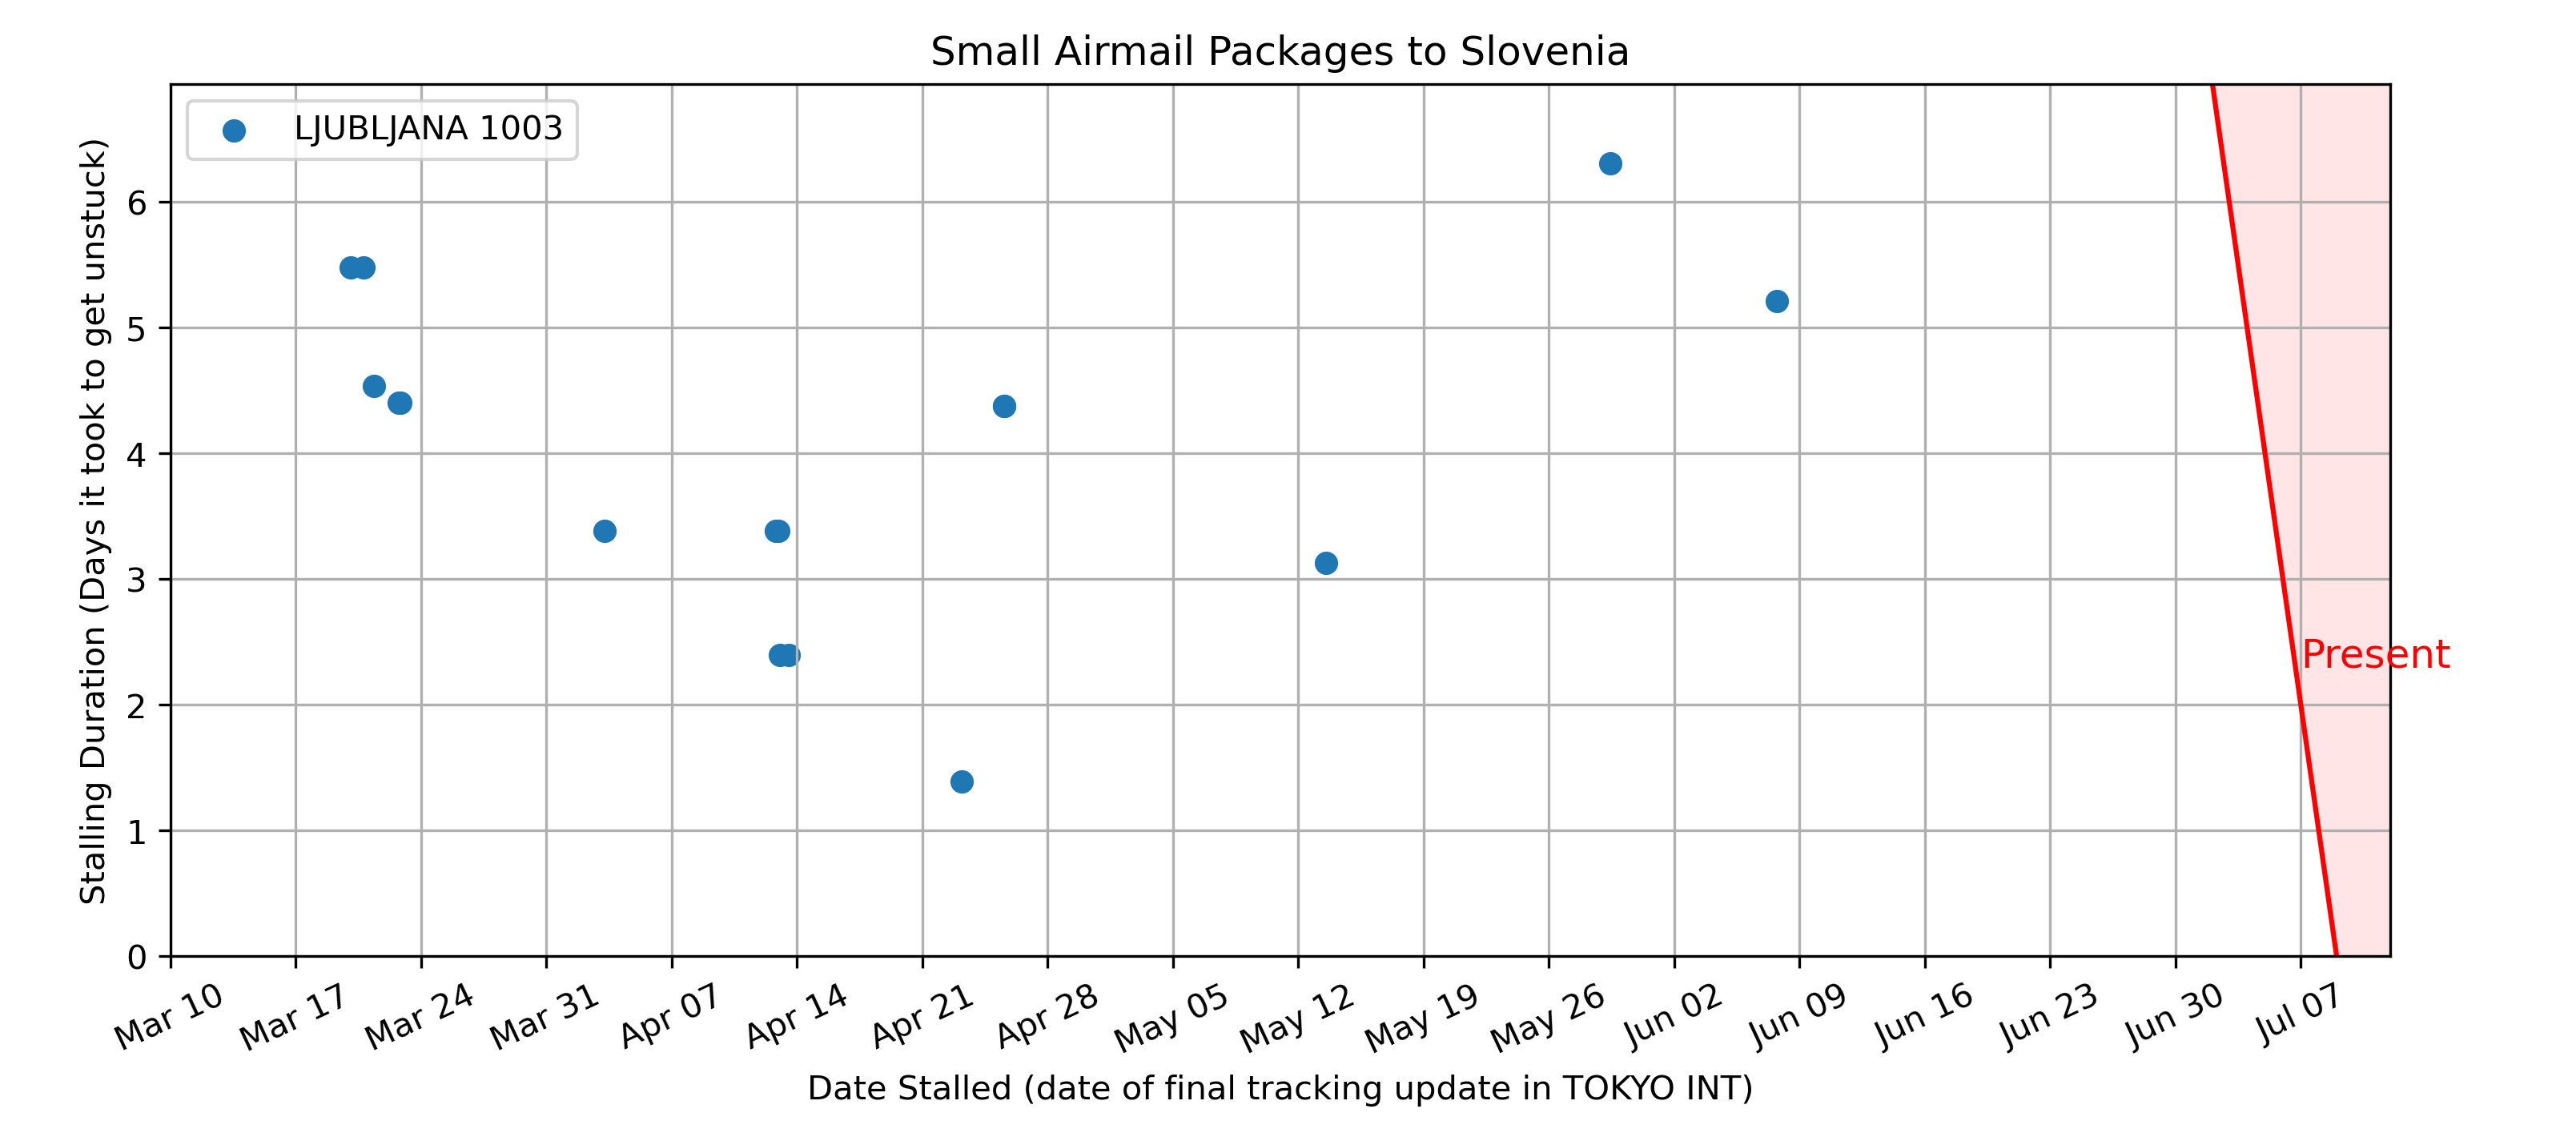 Small Airmail Packages to Slovenia
LJUBLJANA 1003
Stalling Duration (Days it took to get unstuck)
6
5
4
3
2
1
0
Present
Mar 10
Mar 17
Mar 24
Mar 31
Apr 07
Apr 14
Apr 21
Apr 28
May 05
May 12
May 19
May 26
Jun 02
Jun 09
Jun 16
Jun 23
Jun 30
Jul 07
Date Stalled (date of final tracking update in TOKYO INT)